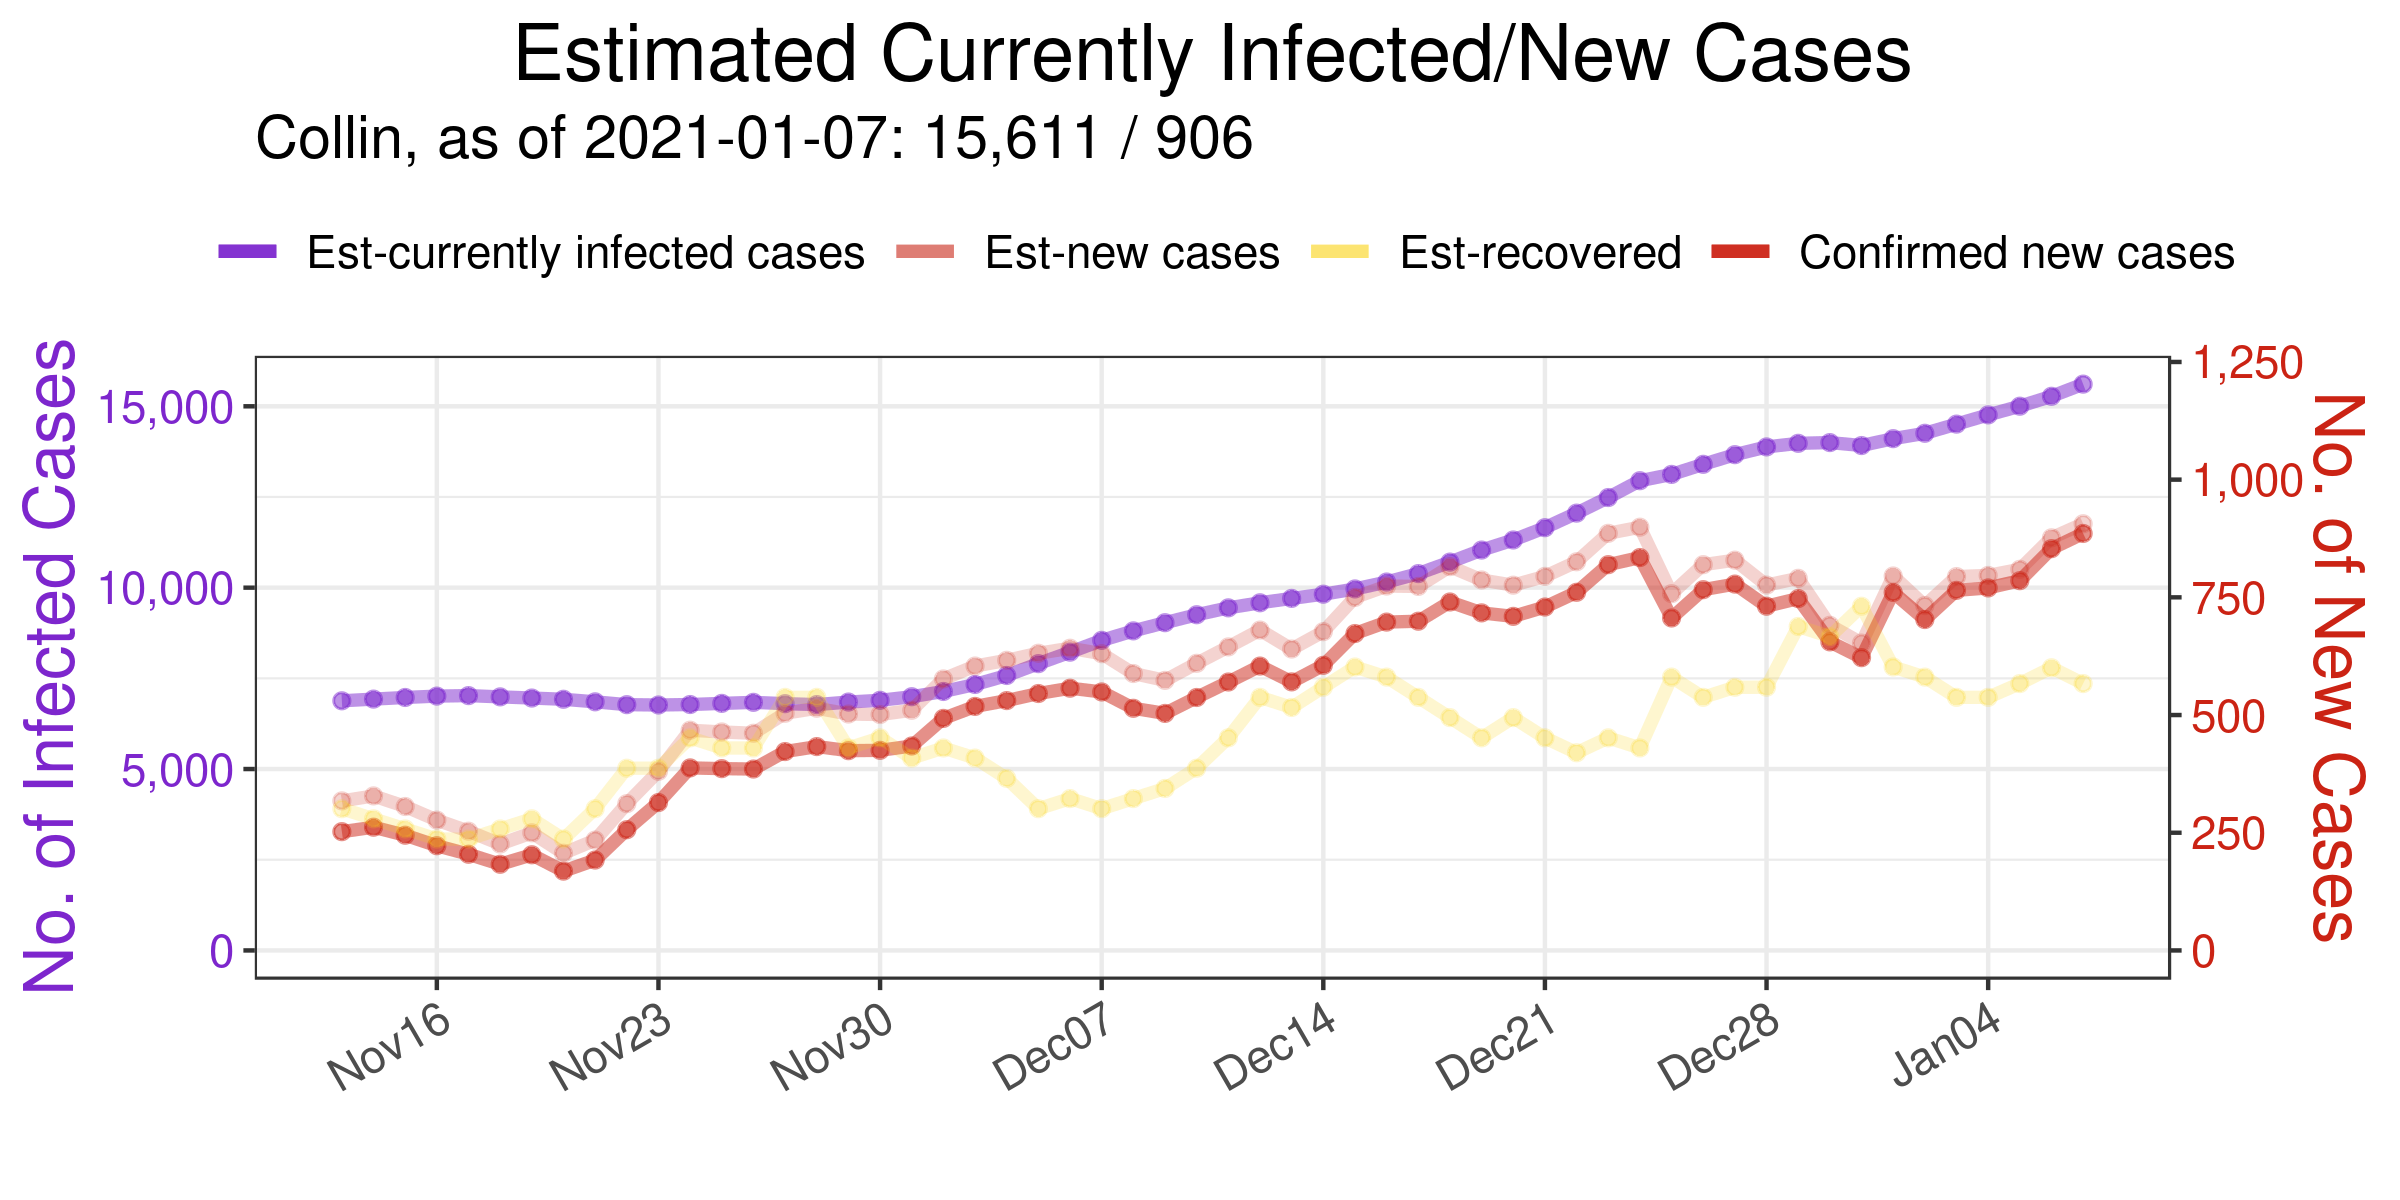 Estimated Currently Infected/New Cases
Collin, as of 2021-01-07: 15,611 / 906
Est-currently infected cases Est-new cases Est-recovered Confirmed new cases
No. of Infected Cases
15,000
10,000
5,000
0
1,250
1,000
750
500
250
0
No. of New Cases
Nov16 Nov23 Nov30 Dec07 Dec14 Dec21 Dec28 Jan04